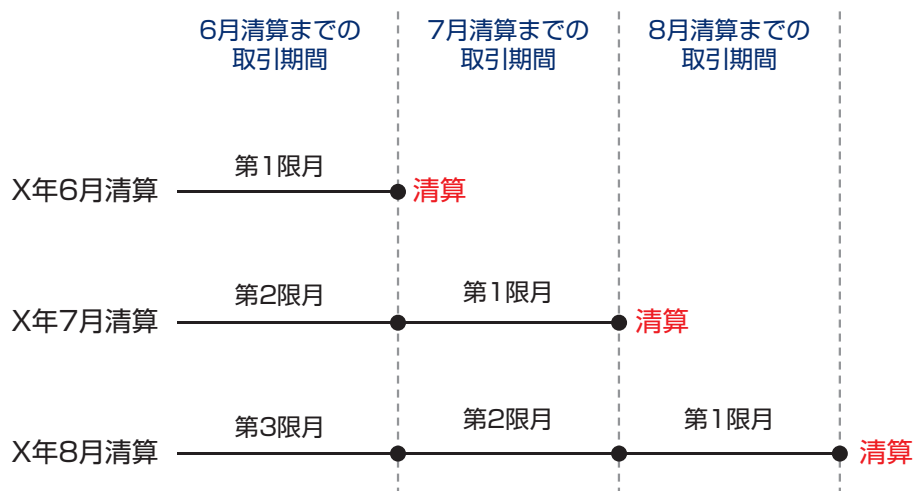 6月清算までの
取引期間
7月清算までの
取引期間
8月清算までの
取引期間
第1限月
X年6月清算
清算
第2限月
第1限月
X年7月清算
清算
第3限月
第2限月
第1限月
X年8月清算
清算